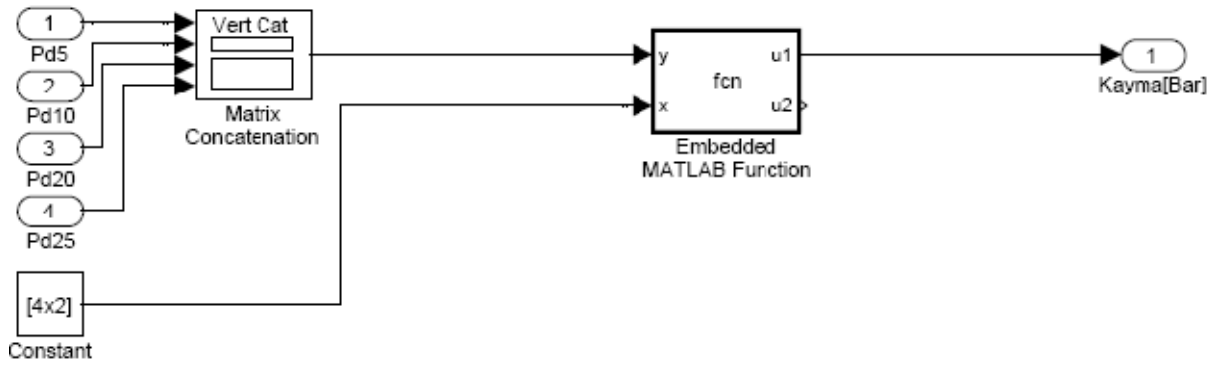 1
Pd5
2
Pd10
3
Pd20
4
Pd25
Vert Cat
Matrix
Concatenation
[4x2]
Constant
y
x
fcn
u1
u2
Embedded
MATLAB Function
1
Kayma[Bar]